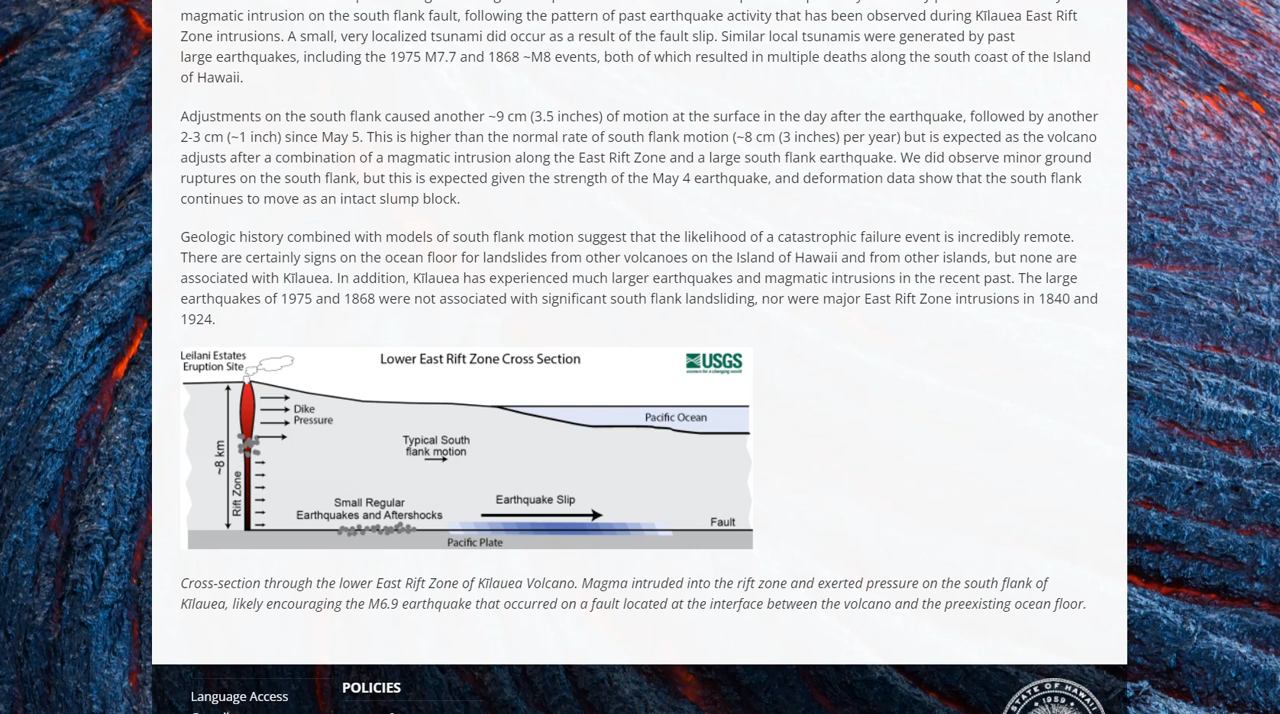 magmatic intrusion on the south flank fault, following the pattern of past earthquake activity that has been observed during Kīlauea East Rift
Zone intrusions. A small, very localized tsunami did occur as a result of the fault slip. Similar local tsunamis were generated by past
large earthquakes, including the 1975 M7.7 and 1868 ~M8 events, both of which resulted in multiple deaths along the south coast of the Island
of Hawaii.
Adjustments on the south flank caused another ~9 cm (3.5 inches) of motion at the surface in the day after the earthquake, followed by another
2-3 cm (~1 inch) since May 5. This is higher than the normal rate of south flank motion (~8 cm (3 inches) per year) but is expected as the volcano
adjusts after a combination of a magmatic intrusion along the East Rift Zone and a large south flank earthquake. We did observe minor ground
ruptures on the south flank, but this is expected given the strength of the May 4 earthquake, and deformation data show that the south flank
continues to move as an intact slump block.
Geologic history combined with models of south flank motion suggest that the likelihood of a catastrophic failure event is incredibly remote.
There are certainly signs on the ocean floor for landslides from other volcanoes on the Island of Hawaii and from other islands, but none are
associated with Kīlauea. In addition, Kīlauea has experienced much larger earthquakes and magmatic intrusions in the recent past. The large
earthquakes of 1975 and 1868 were not associated with significant south flank landsliding, nor were major East Rift Zone intrusions in 1840 and
1924.
Leilani Estates
Eruption Site
Lower East Rift Zone Cross Section
USGS
science for a changing world
Dike
Pressure
Pacific Ocean
Typical South
flank motion
~8 km
Rift Zone
Small Regular
Earthquakes and Aftershocks
Earthquake Slip
Fault
Pacific Plate
Cross-section through the lower East Rift Zone of Kīlauea Volcano. Magma intruded into the rift zone and exerted pressure on the south flank of
Kīlauea, likely encouraging the M6.9 earthquake that occurred on a fault located at the interface between the volcano and the preexisting ocean floor.
Language Access
POLICIES
STATE OF HAWAII
1959